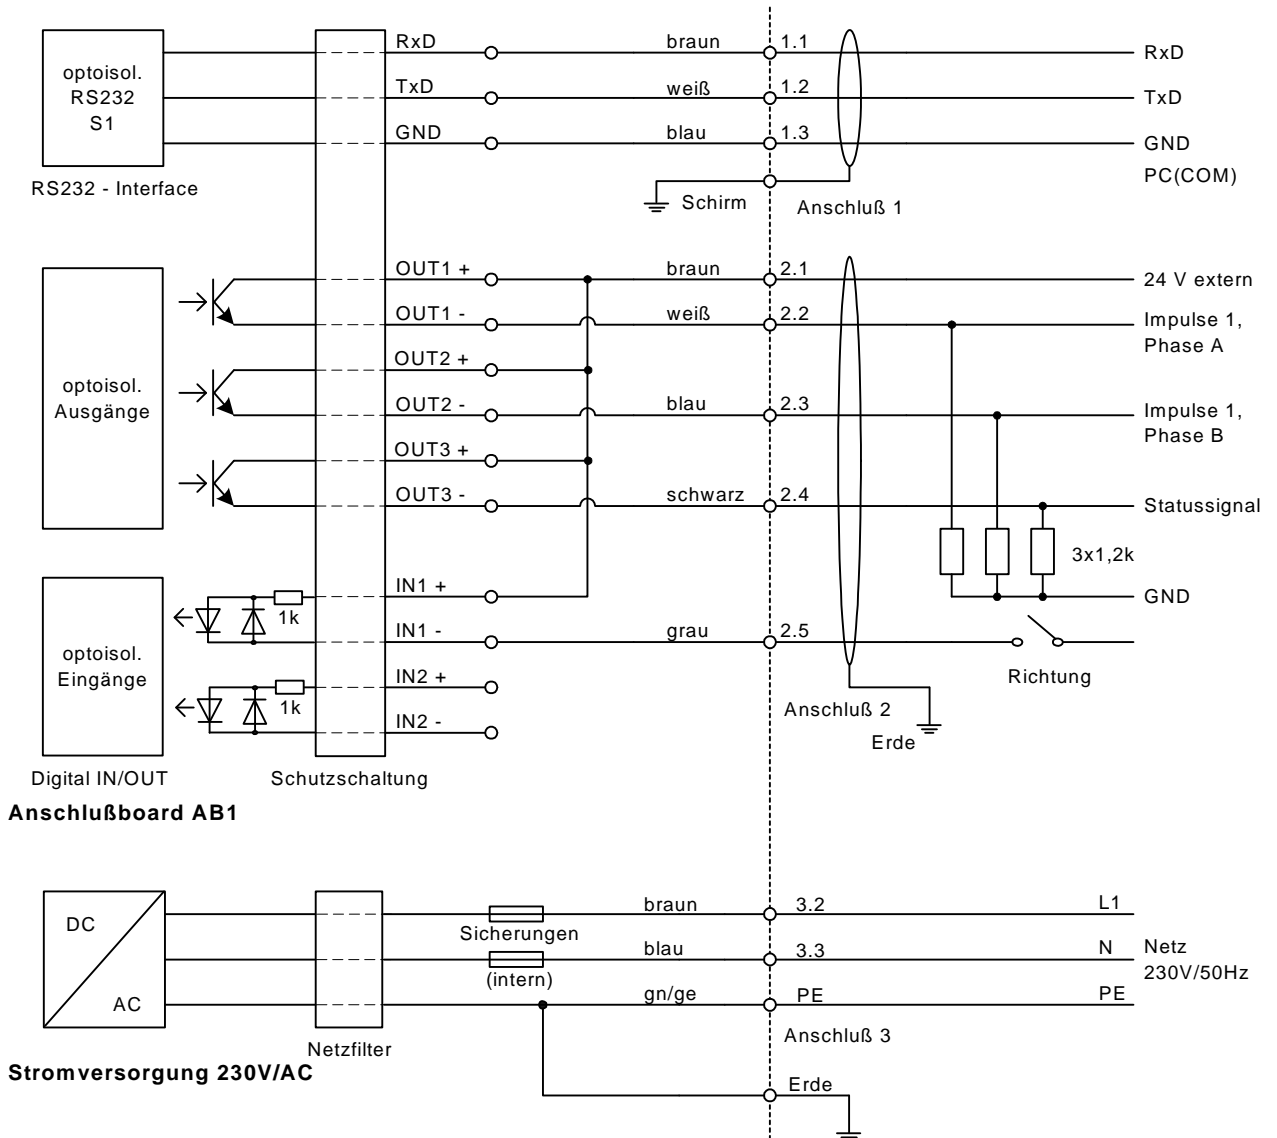 optoisol.
RS232
S1
RS232 - Interface
RxD
braun
1.1
RxD
TxD
weiß
1.2
TxD
GND
blau
1.3
GND
PC(COM)
Schirm
Anschluß 1
optoisol.
Ausgänge
OUT1 +
braun
2.1
24 V extern
OUT1 -
weiß
2.2
Impulse 1,
Phase A
OUT2 +
OUT2 -
blau
2.3
Impulse 1,
Phase B
OUT3 +
OUT3 -
schwarz
2.4
Statussignal
3x1,2k
optoisol.
Eingänge
1k
IN1 +
GND
IN1 -
grau
2.5
Richtung
1k
IN2 +
IN2 -
Anschluß 2
Erde
Digital IN/OUT
Schutzschaltung
Anschlußboard AB1
DC
AC
braun
3.2
L1
Sicherungen
blau
3.3
N
Netz
230V/50Hz
(intern)
gn/ge
PE
PE
Netzfilter
Anschluß 3
Stromversorgung 230V/AC
Erde